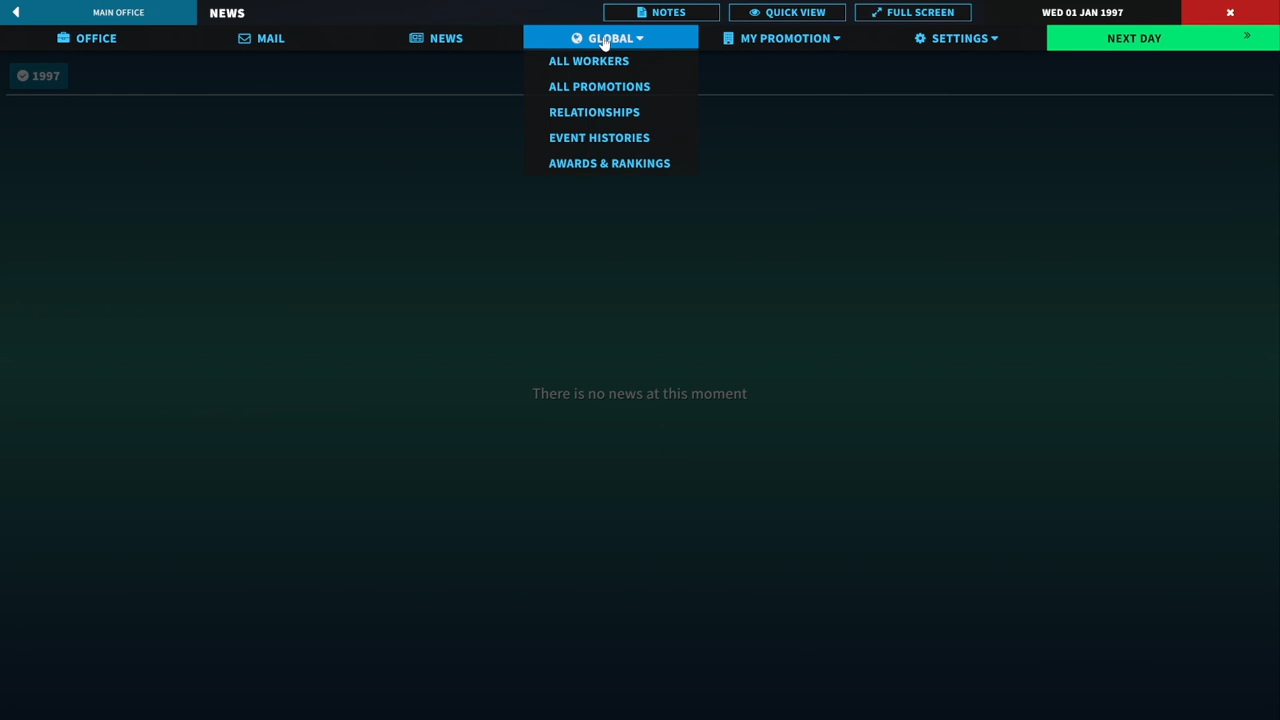 MAIN OFFICE NEWS NOTES QUICK VIEW FULL SCREEN WED 01 JAN 1997
OFFICE MAIL NEWS GLOBAL MY PROMOTION SETTINGS NEXT DAY
ALL WORKERS
1997
ALL PROMOTIONS
RELATIONSHIPS
EVENT HISTORIES
AWARDS & RANKINGS
There is no news at this moment